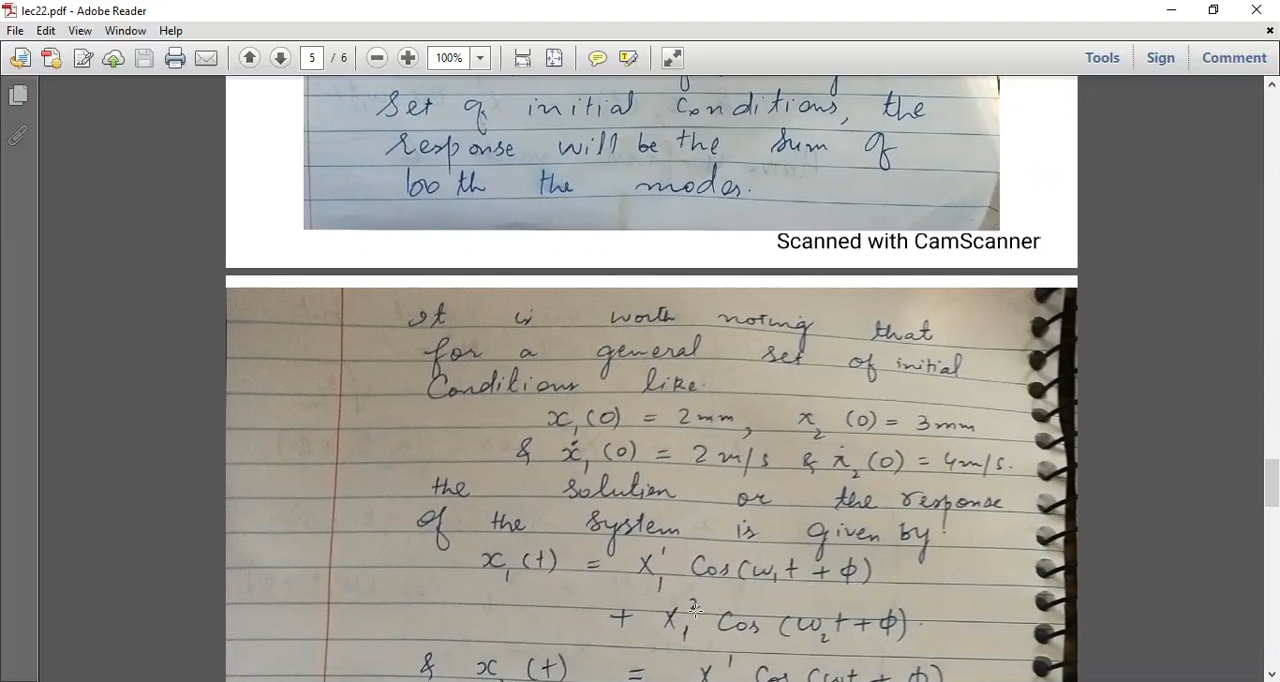 lec22.pdf - Adobe Reader
File Edit View Window Help
5 / 6 100% Tools Sign Comment
Set of initial Conditions, the
response will be the sum of
both the modes.
Scanned with CamScanner
It is worth noting that
for a general set of initial
Conditions like
x₁(0) = 2mm, x₂(0) = 3mm
& ẋ₁(0) = 2m/s & ẋ₂(0) = 4m/s.
the solution or the response
of the system is given by!
x₁(t) = X₁¹ Cos(ω₁t + φ)
+ X₁² Cos (ω₂t + φ)
& x (t) = X¹ Cos (ωt + φ)